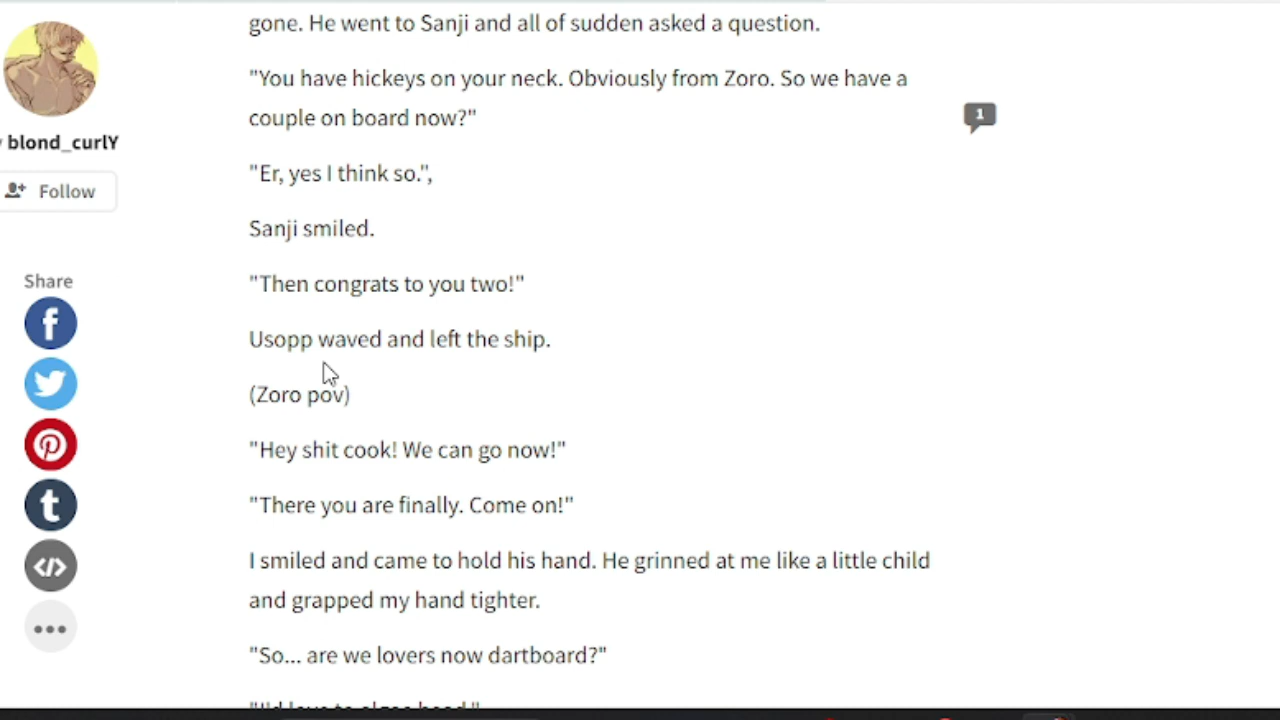 gone. He went to Sanji and all of sudden asked a question.
"You have hickeys on your neck. Obviously from Zoro. So we have a
couple on board now?"
1
blond_curlY
"Er, yes I think so.",
Follow
Sanji smiled.
Share
"Then congrats to you two!"
Usopp waved and left the ship.
(Zoro pov)
"Hey shit cook! We can go now!"
"There you are finally. Come on!"
I smiled and came to hold his hand. He grinned at me like a little child
and grapped my hand tighter.
"So... are we lovers now dartboard?"